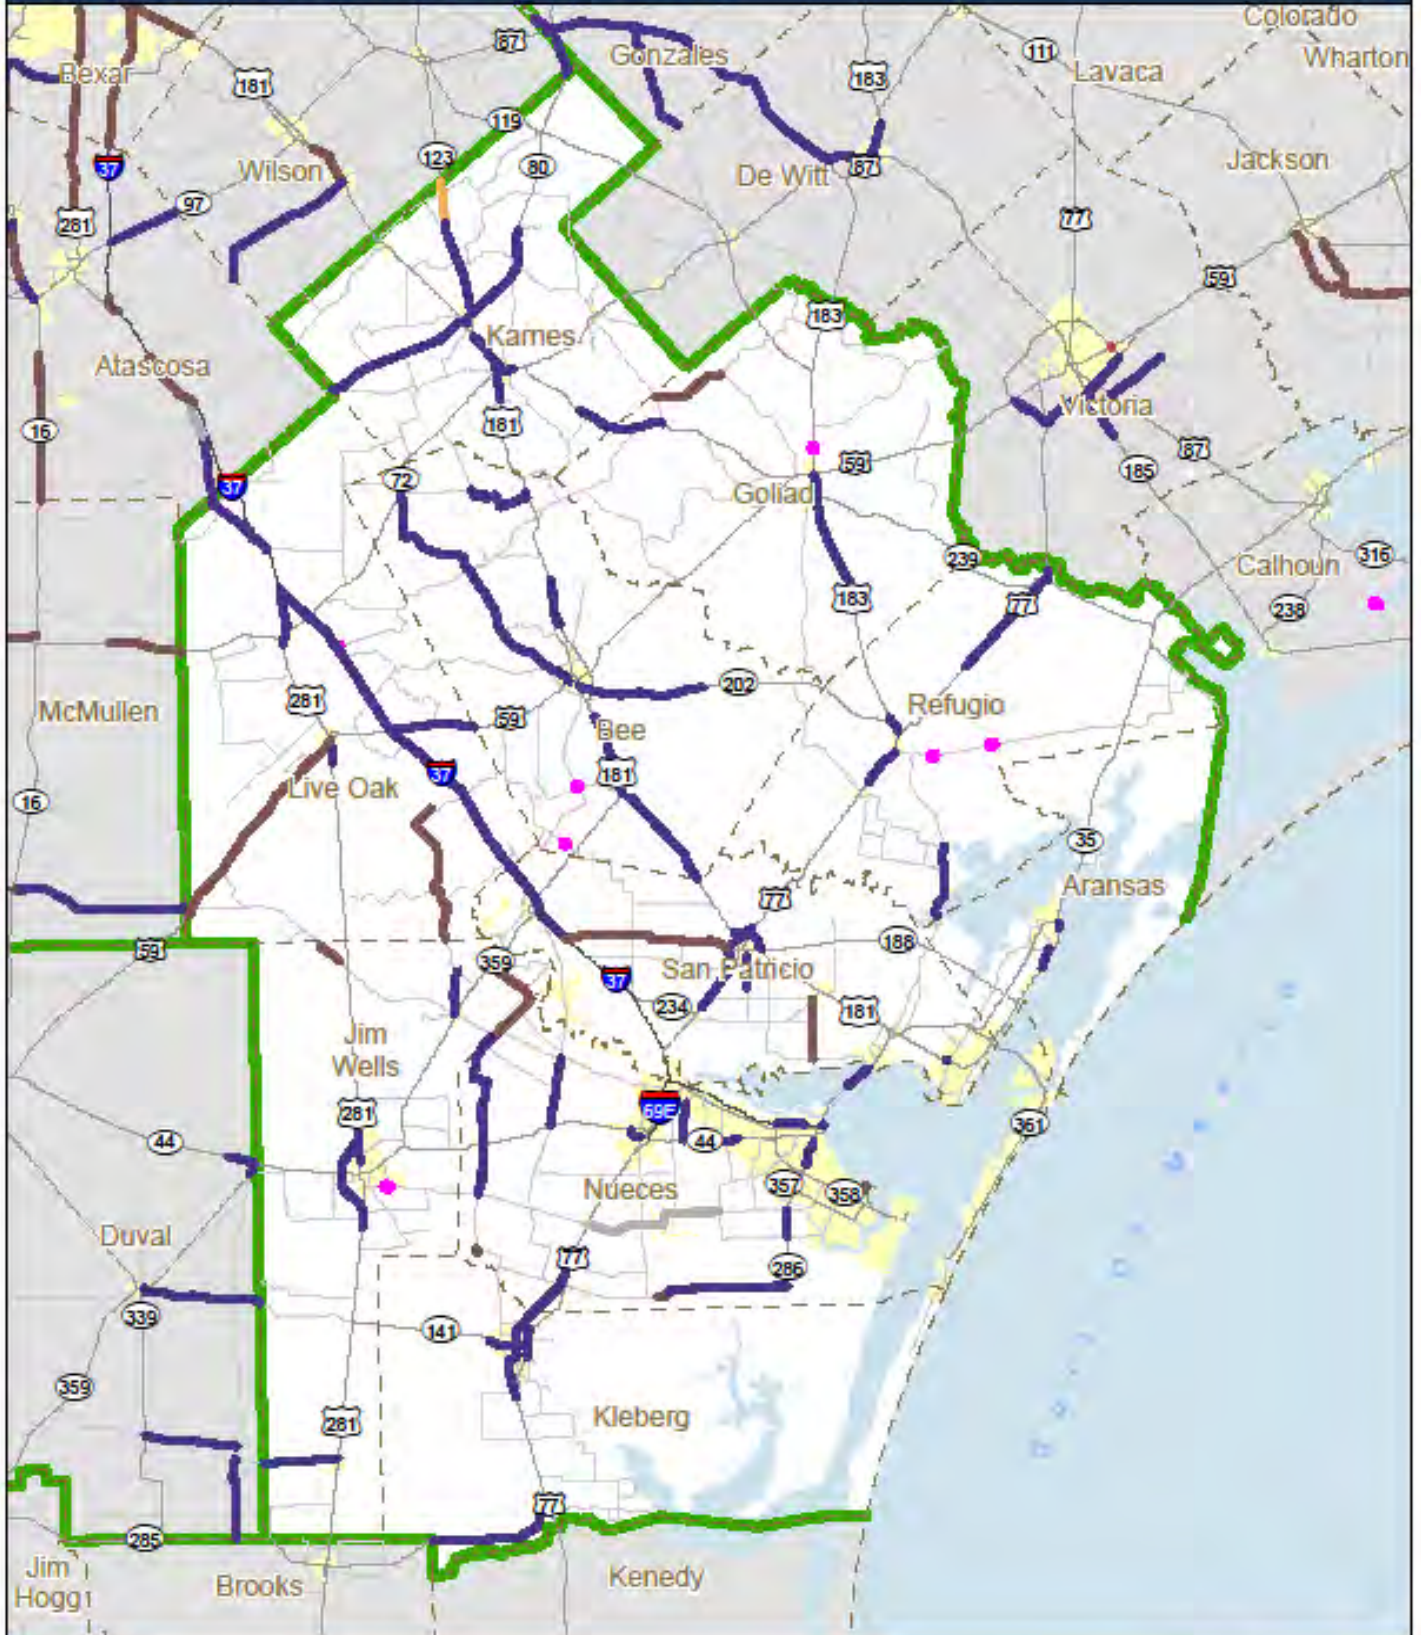 Colorado
87
Gonzales
111
Wharton
Bexar
181
183
Lavaca
119
123
80
37
Wilson
87
De Witt
Jackson
97
281
77
59
183
Karnes
Atascosa
Victoria
181
16
87
59
185
72
37
Goliad
239
316
Calhoun
183
77
238
202
281
Refugio
McMullen
59
Bee
37
181
Live Oak
16
35
77
Aransas
188
59
359
San Patricio
37
234
181
Jim
Wells
281
69E
361
44
44
357
358
Nueces
Duval
77
286
339
141
359
Kleberg
281
77
285
Jim
Hogg
Brooks
Kenedy